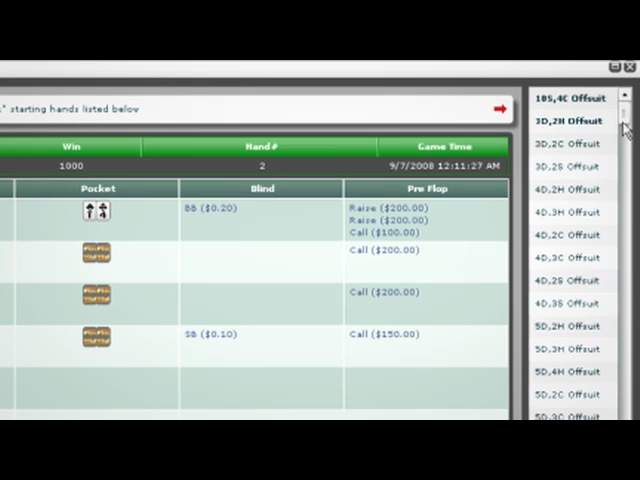 s" starting hands listed below
Win Hand# Game Time
1000 2 9/7/2008 12:11:27 AM
Pocket Blind Pre Flop
BB ($0.20) Raise ($200.00)
Raise ($200.00)
Call ($100.00)
Call ($200.00)
Call ($200.00)
SB ($0.10) Call ($150.00)
10S,4C Offsuit
3D,2H Offsuit
3D,2C Offsuit
3D,2S Offsuit
4D,2H Offsuit
4D,3H Offsuit
4D,2C Offsuit
4D,3C Offsuit
4D,2S Offsuit
4D,3S Offsuit
5D,2H Offsuit
5D,3H Offsuit
5D,4H Offsuit
5D,2C Offsuit
5D,3C Offsuit